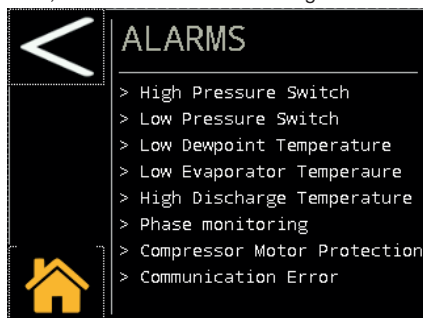 ALARMS
> High Pressure Switch
> Low Pressure Switch
> Low Dewpoint Temperature
> Low Evaporator Temperaure
> High Discharge Temperature
> Phase monitoring
> Compressor Motor Protection
> Communication Error